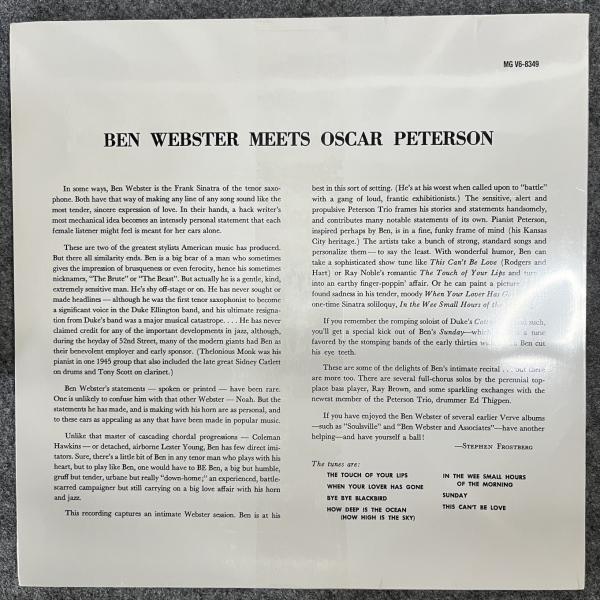 MG V6-8349
BEN WEBSTER MEETS OSCAR PETERSON
In some ways, Ben Webster is the Frank Sinatra of the tenor saxo-
phone. Both have that way of making any line of any song sound like the
most tender, sincere expression of love. In their hands, a hack writer's
most mechanical idea becomes an intensely personal statement that each
female listener might feel is meant for her ears alone.
These are two of the greatest stylists American music has produced.
But there all similarity ends. Ben is a big bear of a man who sometimes
gives the impression of brusqueness or even ferocity, hence his sometimes
nicknames, "The Brute" or "The Beast". But actually he is a gentle, kind,
extremely sensitive man. He's shy off-stage or on. He has never sought or
made headlines — although he was the first tenor saxophonist to become
a significant voice in the Duke Ellington band, and his ultimate resigna-
tion from Duke's band was a major musical catastrope. . . . He has never
claimed credit for any of the important developments in jazz, although,
during the heyday of 52nd Street, many of the modern giants had Ben as
their benevolent employer and early sponsor. (Thelonious Monk was his
pianist in one 1945 group that also included the late great Sidney Catlett
on drums and Tony Scott on clarinet.)
Ben Webster's statements — spoken or printed — have been rare.
One is unlikely to confuse him with that other Webster — Noah. But the
statements he has made, and is making with his horn are as personal, and
to these ears as appealing as any that have been made in popular music.
Unlike that master of cascading chordal progressions — Coleman
Hawkins — or detached, airborne Lester Young, Ben has few direct imi-
tators. Sure, there's a little bit of Ben in any tenor man who plays with his
heart, but to play like Ben, one would have to BE Ben, a big but humble,
gruff but tender, urbane but really "down-home;" an experienced, battle-
scarred campaigner but still carrying on a big love affair with his horn
and jazz.
This recording captures an intimate Webster session. Ben is at his
best in this sort of setting. (He's at his worst when called upon to "battle"
with a gang of loud, frantic exhibitionists.) The sensitive, alert and
propulsive Peterson Trio frames his stories and statements handsomely,
and contributes many notable statements of its own. Pianist Peterson,
inspired perhaps by Ben, is in a fine, funky frame of mind (his Kansas
City heritage.) The artists take a bunch of strong, standard songs and
personalize them — to say the least. With wonderful humor, Ben can
take a sophisticated show tune like This Can't Be Love (Rodgers and
Hart) or Ray Noble's romantic The Touch of Your Lips and turn
into an earthy finger-poppin' affair. Or he can paint a picture
found sadness in his tender, moody When Your Lover Has Go
one-time Sinatra soliloquy, In the Wee Small Hours of the
If you remember the romping soloist of Duke's Cott and such,
you'll get a special kick out of Ben's Sunday—which a tune
favored by the stomping bands of the early thirties w Ben cut
his eye teeth.
These are some of the delights of Ben's intimate recital . . . but there
are more too. There are several full-chorus solos by the perennial top-
place bass player, Ray Brown, and some sparkling exchanges with the
newest member of the Peterson Trio, drummer Ed Thigpen.
If you have enjoyed the Ben Webster of several earlier Verve albums
—such as "Soulville" and "Ben Webster and Associates"—have another
helping—and have yourself a ball!
—Stephen Frostberg
The tunes are:
THE TOUCH OF YOUR LIPS
WHEN YOUR LOVER HAS GONE
BYE BYE BLACKBIRD
HOW DEEP IS THE OCEAN
(HOW HIGH IS THE SKY)
IN THE WEE SMALL HOURS
OF THE MORNING
SUNDAY
THIS CAN'T BE LOVE